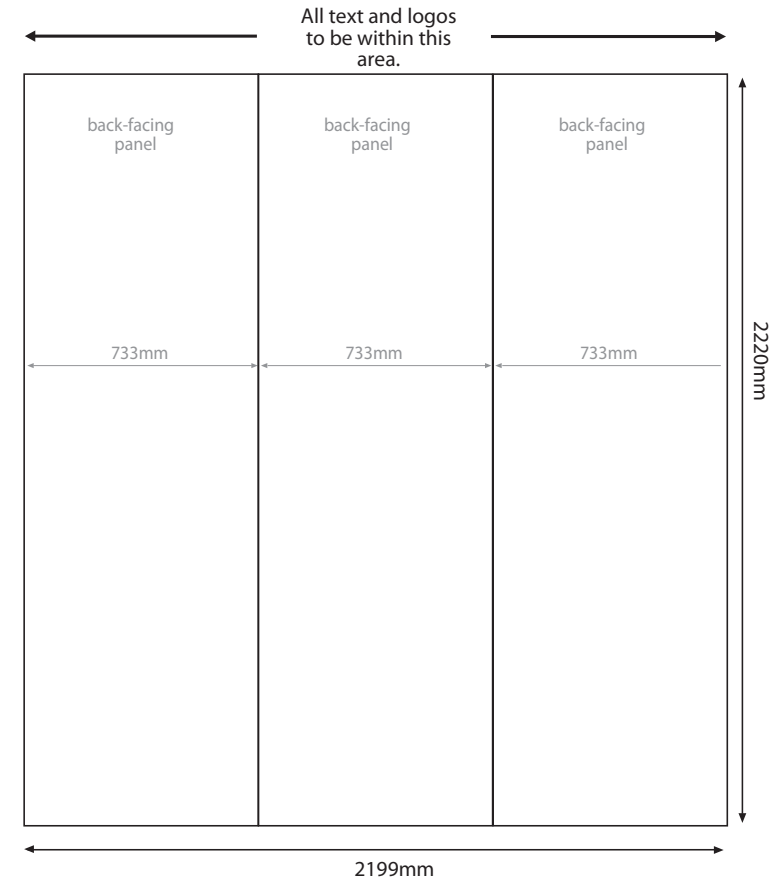 All text and logos
to be within this
area.
back-facing
panel
back-facing
panel
back-facing
panel
733mm
733mm
733mm
2220mm
2199mm